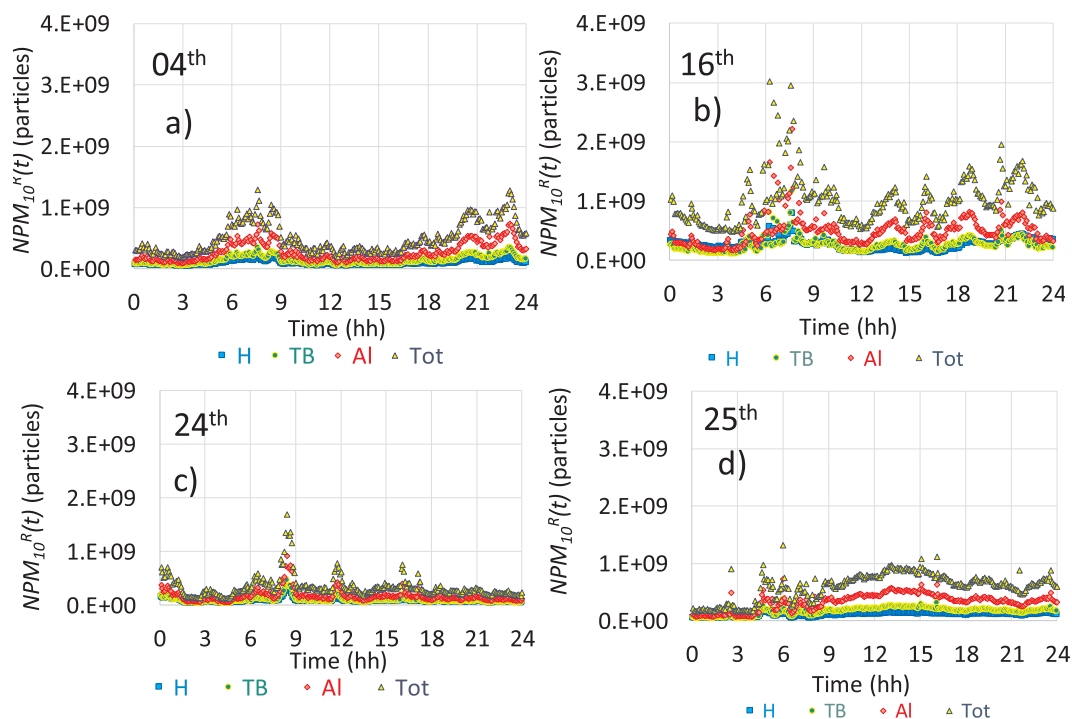 NPM₁₀ᴿ(t) (particles)
4.E+09
3.E+09
2.E+09
1.E+09
0.E+00
04th
a)
0 3 6 9 12 15 18 21 24
Time (hh)
H TB Al Tot
NPM₁₀ᴿ(t) (particles)
4.E+09
3.E+09
2.E+09
1.E+09
0.E+00
16th
b)
0 3 6 9 12 15 18 21 24
Time (hh)
H TB Al Tot
NPM₁₀ᴿ(t) (particles)
4.E+09
3.E+09
2.E+09
1.E+09
0.E+00
24th
c)
0 3 6 9 12 15 18 21 24
Time (hh)
H TB Al Tot
NPM₁₀ᴿ(t) (particles)
4.E+09
3.E+09
2.E+09
1.E+09
0.E+00
25th
d)
0 3 6 9 12 15 18 21 24
Time (hh)
H TB Al Tot